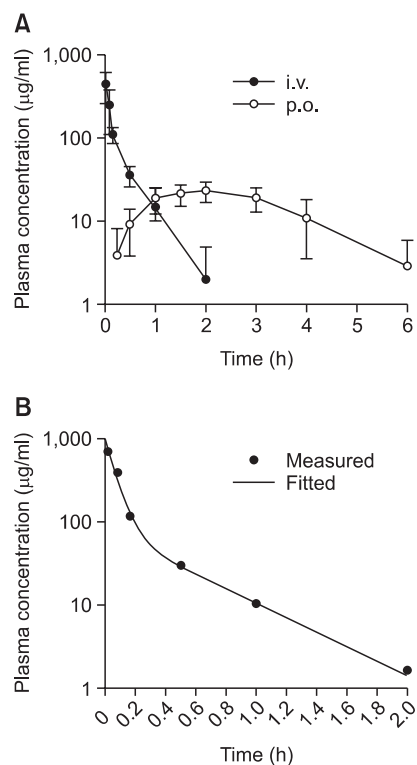 A
1,000
100
10
1
Plasma concentration (μg/ml)
i.v.
p.o.
0 1 2 3 4 5 6
Time (h)
B
1,000
100
10
1
Plasma concentration (μg/ml)
Measured
Fitted
0 0.2 0.4 0.6 0.8 1.0 1.2 1.4 1.6 1.8 2.0
Time (h)